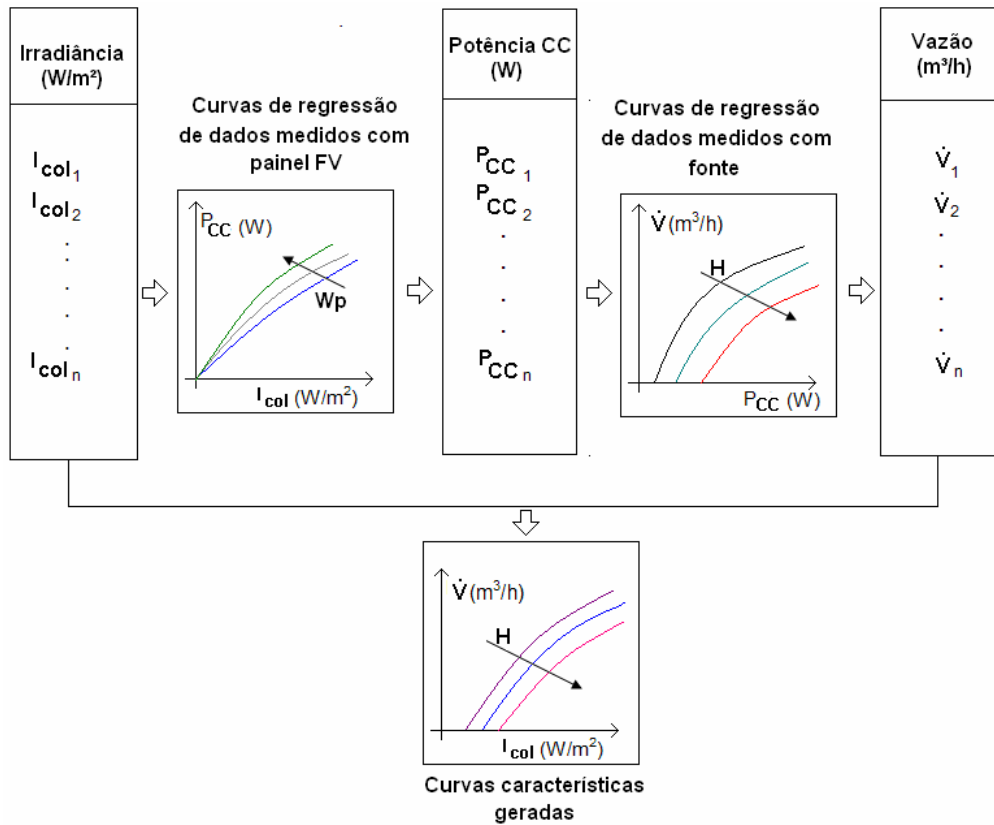 Irradiância
(W/m²)
I col 1
I col 2
I col n
Curvas de regressão
de dados medidos com
painel FV
P CC (W)
Wp
I col (W/m²)
Potência CC
(W)
P CC 1
P CC 2
P CC n
Curvas de regressão
de dados medidos com
fonte
V̇ (m³/h)
H
P CC (W)
Vazão
(m³/h)
V̇ 1
V̇ 2
V̇ n
V̇ (m³/h)
H
I col (W/m²)
Curvas características
geradas